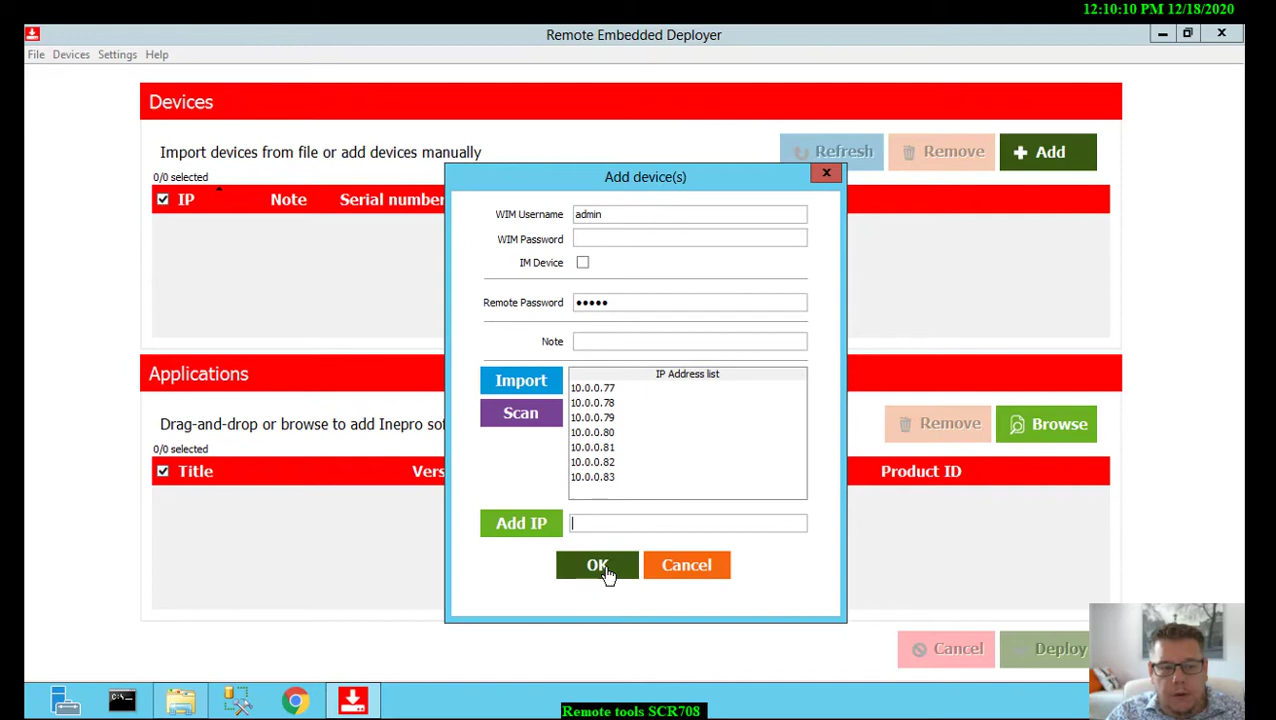 12:10:10 PM 12/18/2020
Remote Embedded Deployer
File Devices Settings Help
Devices
Import devices from file or add devices manually
Refresh Remove Add
0/0 selected
IP Note Serial number
Add device(s)
WIM Username admin
WIM Password
IM Device
Remote Password •••••
Note
Import
Scan
IP Address list
10.0.0.77
10.0.0.78
10.0.0.79
10.0.0.80
10.0.0.81
10.0.0.82
10.0.0.83
Add IP
OK Cancel
Applications
Drag-and-drop or browse to add Inepro sof
Remove Browse
0/0 selected
Title Vers Product ID
Cancel Deploy
Remote tools SCR708